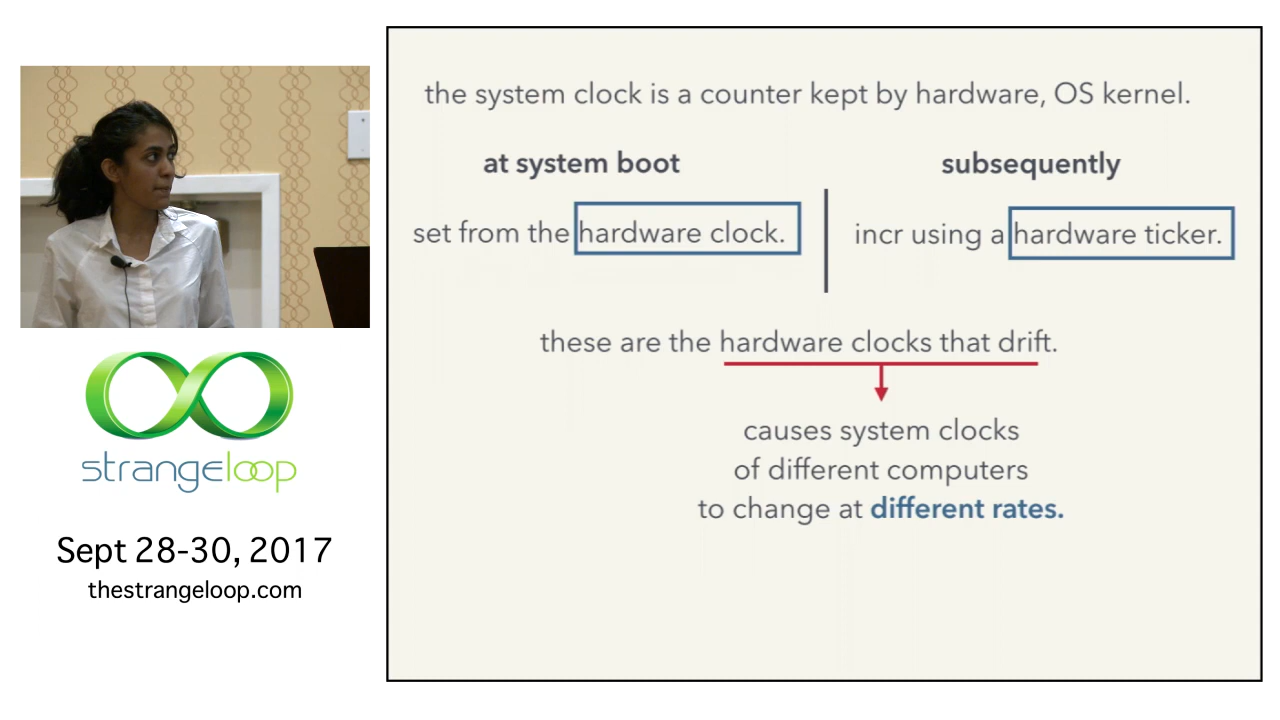 the system clock is a counter kept by hardware, OS kernel.
at system boot
subsequently
set from the hardware clock.
incr using a hardware ticker.
these are the hardware clocks that drift.
causes system clocks
of different computers
to change at different rates.
strangeloop
Sept 28-30, 2017
thestrangeloop.com